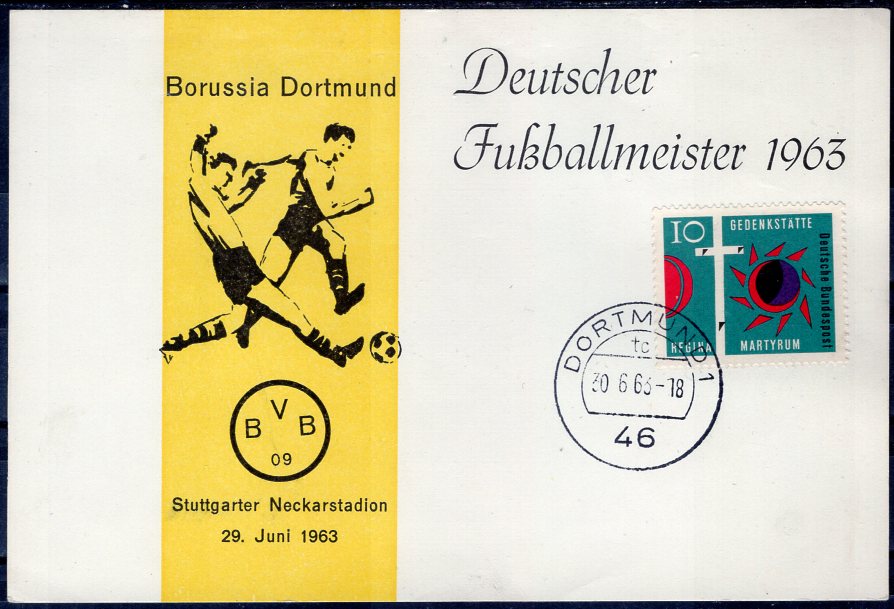 Borussia Dortmund
BVB
09
Stuttgarter Neckarstadion
29. Juni 1963
Deutscher
Fußballmeister 1963
10
GEDENKSTÄTTE
Deutsche Bundespost
REGINA MARTYRUM
DORTMUND 1
tc
30.6.63-18
46